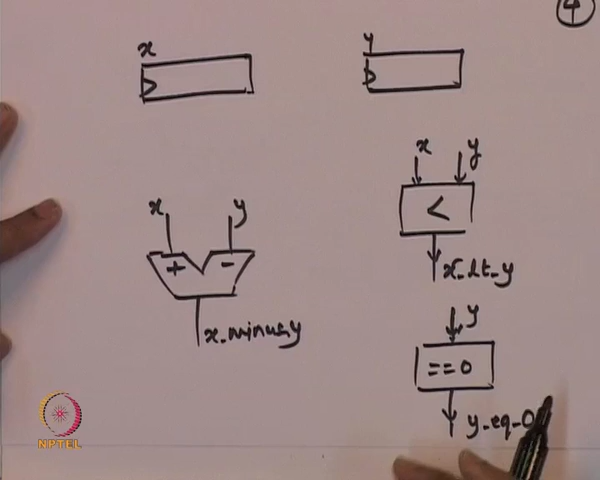 4
x
y
x y
<
x_lt_y
x y
+ -
x_minus_y
y
==0
y_eq_0
NPTEL